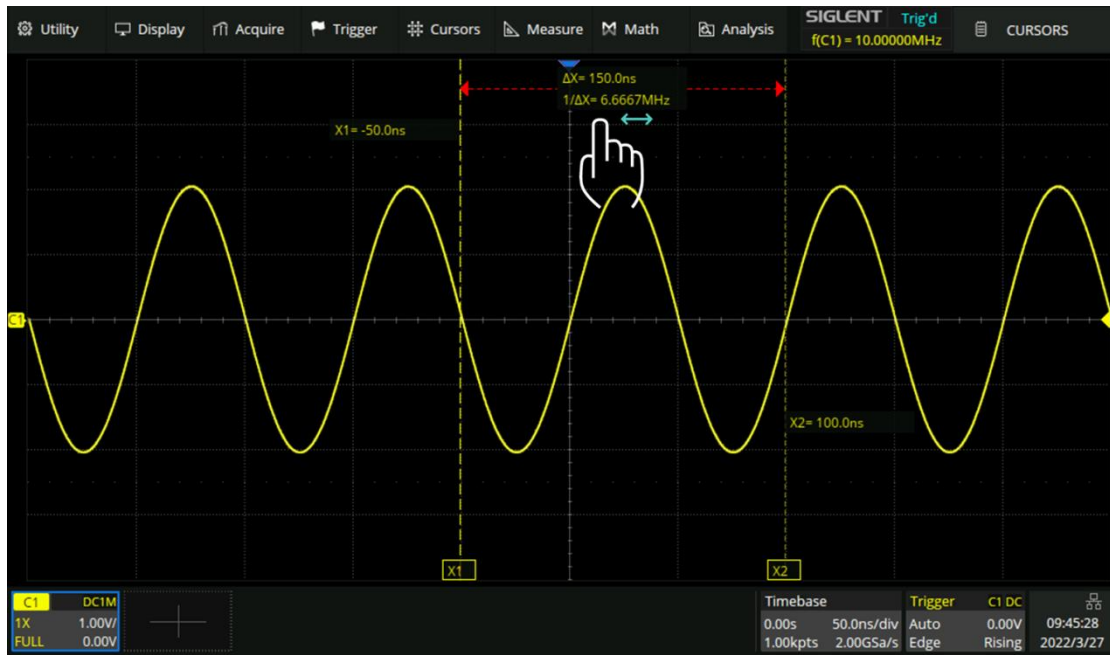 Utility Display Acquire Trigger Cursors Measure Math Analysis
SIGLENT Trig'd
f(C1) = 10.00000MHz
CURSORS
ΔX= 150.0ns
1/ΔX= 6.6667MHz
X1= -50.0ns
C1
X2= 100.0ns
X1 X2
C1 DC1M
1X 1.00V/
FULL 0.00V
Timebase
0.00s 50.0ns/div
1.00kpts 2.00GSa/s
Trigger C1 DC
Auto 0.00V
Edge Rising
09:45:28
2022/3/27